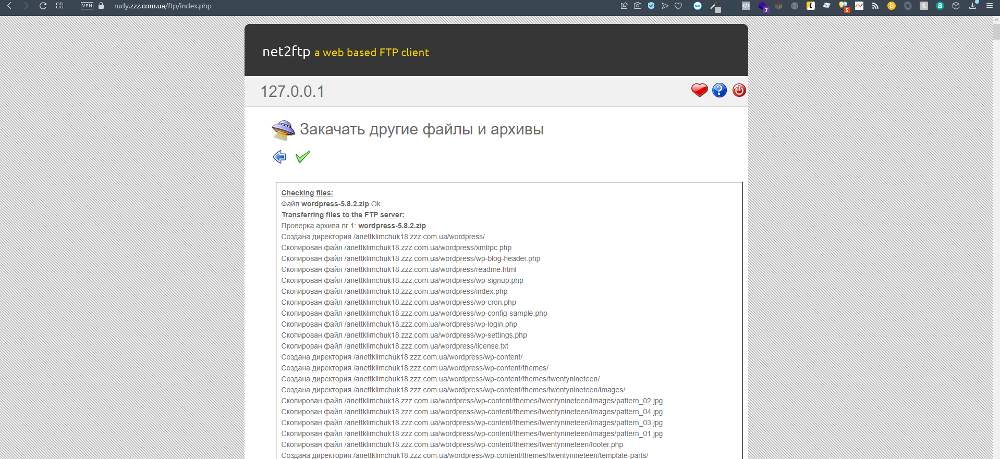 VPN rudy.zzz.com.ua/ftp/index.php
7
5
net2ftp a web based FTP client
127.0.0.1
Закачать другие файлы и архивы
Checking files:
Файл wordpress-5.8.2.zip Ok
Transferring files to the FTP server:
Проверка архива nr 1: wordpress-5.8.2.zip
Создана директория /anettklimchuk18.zzz.com.ua/wordpress/
Скопирован файл /anettklimchuk18.zzz.com.ua/wordpress/xmlrpc.php
Скопирован файл /anettklimchuk18.zzz.com.ua/wordpress/wp-blog-header.php
Скопирован файл /anettklimchuk18.zzz.com.ua/wordpress/readme.html
Скопирован файл /anettklimchuk18.zzz.com.ua/wordpress/wp-signup.php
Скопирован файл /anettklimchuk18.zzz.com.ua/wordpress/index.php
Скопирован файл /anettklimchuk18.zzz.com.ua/wordpress/wp-cron.php
Скопирован файл /anettklimchuk18.zzz.com.ua/wordpress/wp-config-sample.php
Скопирован файл /anettklimchuk18.zzz.com.ua/wordpress/wp-login.php
Скопирован файл /anettklimchuk18.zzz.com.ua/wordpress/wp-settings.php
Скопирован файл /anettklimchuk18.zzz.com.ua/wordpress/license.txt
Создана директория /anettklimchuk18.zzz.com.ua/wordpress/wp-content/
Создана директория /anettklimchuk18.zzz.com.ua/wordpress/wp-content/themes/
Создана директория /anettklimchuk18.zzz.com.ua/wordpress/wp-content/themes/twentynineteen/
Создана директория /anettklimchuk18.zzz.com.ua/wordpress/wp-content/themes/twentynineteen/images/
Скопирован файл /anettklimchuk18.zzz.com.ua/wordpress/wp-content/themes/twentynineteen/images/pattern_02.jpg
Скопирован файл /anettklimchuk18.zzz.com.ua/wordpress/wp-content/themes/twentynineteen/images/pattern_04.jpg
Скопирован файл /anettklimchuk18.zzz.com.ua/wordpress/wp-content/themes/twentynineteen/images/pattern_03.jpg
Скопирован файл /anettklimchuk18.zzz.com.ua/wordpress/wp-content/themes/twentynineteen/images/pattern_01.jpg
Скопирован файл /anettklimchuk18.zzz.com.ua/wordpress/wp-content/themes/twentynineteen/footer.php
Создана директория /anettklimchuk18.zzz.com.ua/wordpress/wp-content/themes/twentynineteen/template-parts/